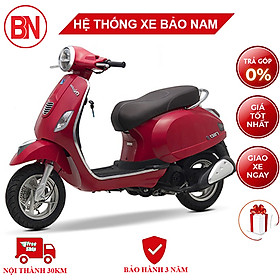 BN
HỆ THỐNG XE BẢO NAM
TRẢ GÓP
0%
GIÁ
TỐT
NHẤT
GIAO XE
NGAY
NỘI THÀNH 30KM
BẢO HÀNH 3 NĂM